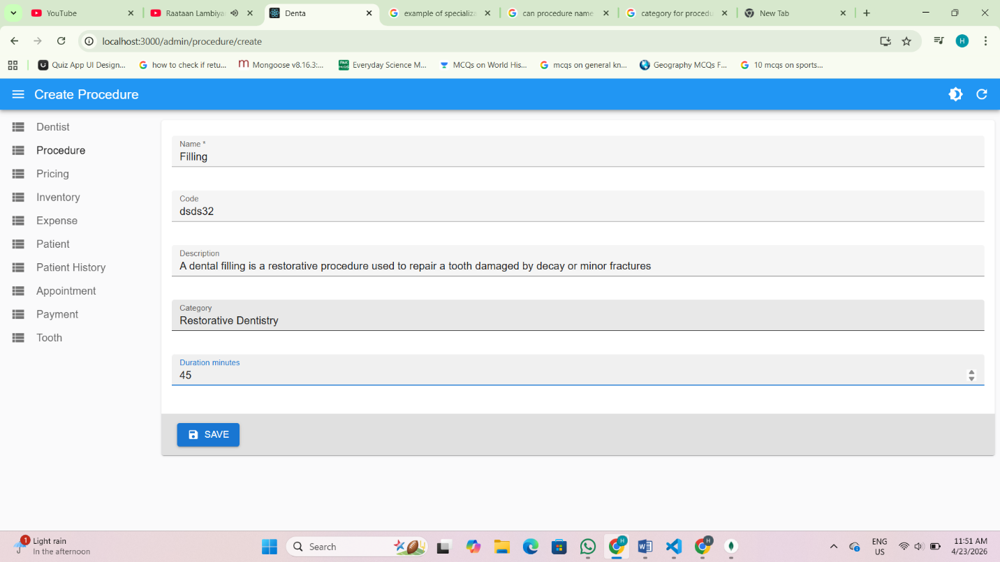 YouTube
Raataan Lambiya
Denta
example of specializa
can procedure name
category for procedu
New Tab
localhost:3000/admin/procedure/create
H
Quiz App UI Design...
how to check if retu...
Mongoose v8.16.3:...
Everyday Science M...
MCQs on World His...
mcqs on general kn...
Geography MCQs F...
10 mcqs on sports...
Create Procedure
Dentist
Procedure
Pricing
Inventory
Expense
Patient
Patient History
Appointment
Payment
Tooth
Name *
Filling
Code
dsds32
Description
A dental filling is a restorative procedure used to repair a tooth damaged by decay or minor fractures
Category
Restorative Dentistry
Duration minutes
45
SAVE
1
Light rain
In the afternoon
Search
H
H
ENG
US
11:51 AM
4/23/2026